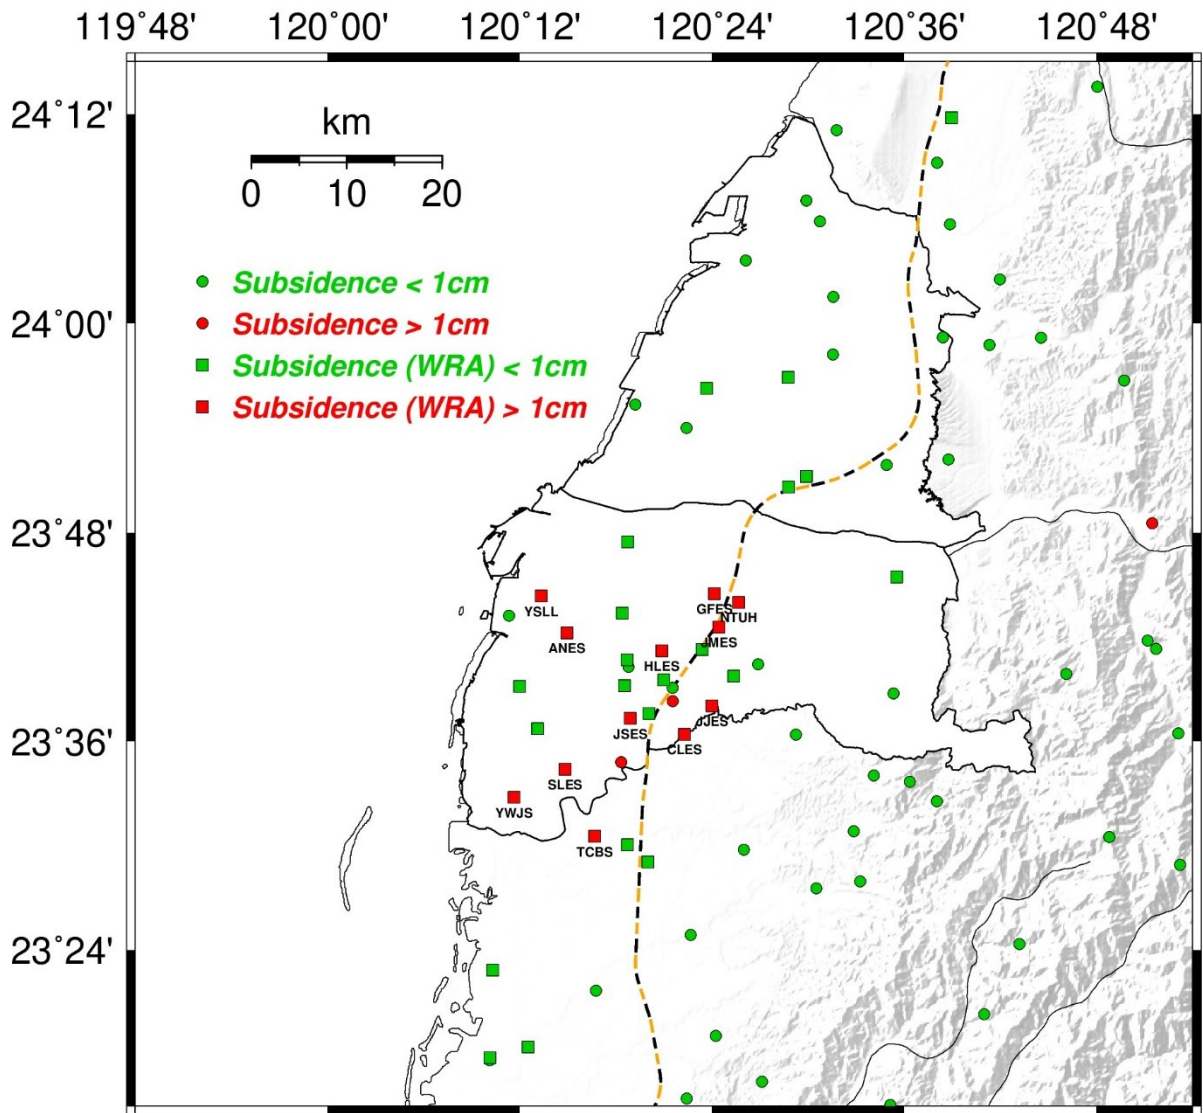 119˚48' 120˚00' 120˚12' 120˚24' 120˚36' 120˚48'
24˚12'
km
0 10 20
Subsidence < 1cm
Subsidence > 1cm
24˚00'
Subsidence (WRA) < 1cm
Subsidence (WRA) > 1cm
23˚48'
YSLL
GFES
NTUH
ANES
JMES
HLES
JJES
JSES
CLES
23˚36'
SLES
YWJS
TCBS
23˚24'